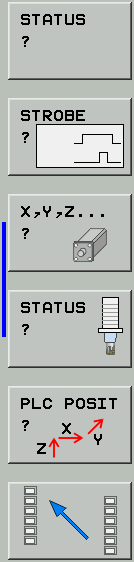 STATUS
?
STROBE
?
X,Y,Z...
?
STATUS
?
PLC POSIT
?
X
Z
Y